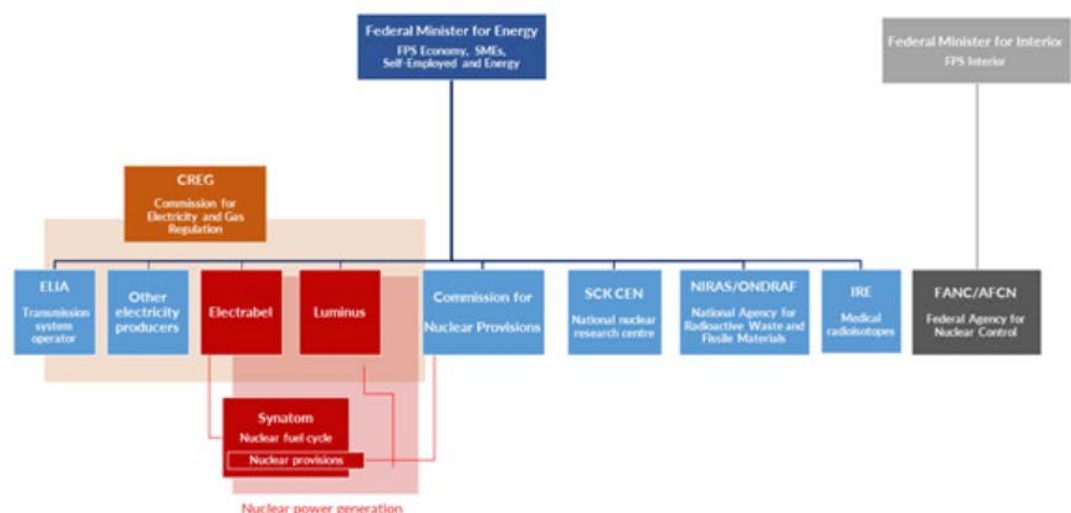 Federal Minister for Energy
FPS Economy, SMEs,
Self-Employed and Energy
Federal Minister for Interior
FPS Interior
CREG
Commission for
Electricity and Gas
Regulation
ELIA
Transmission
system
operator
Other
electricity
producers
Electrabel
Luminus
Commission for
Nuclear Provisions
SCK CEN
National nuclear
research centre
NIRAS/ONDRAF
National Agency for
Radioactive Waste and
Fissile Materials
IRE
Medical
radioisotopes
FANC/AFCN
Federal Agency for
Nuclear Control
Synatom
Nuclear fuel cycle
Nuclear provisions
Nuclear power generation